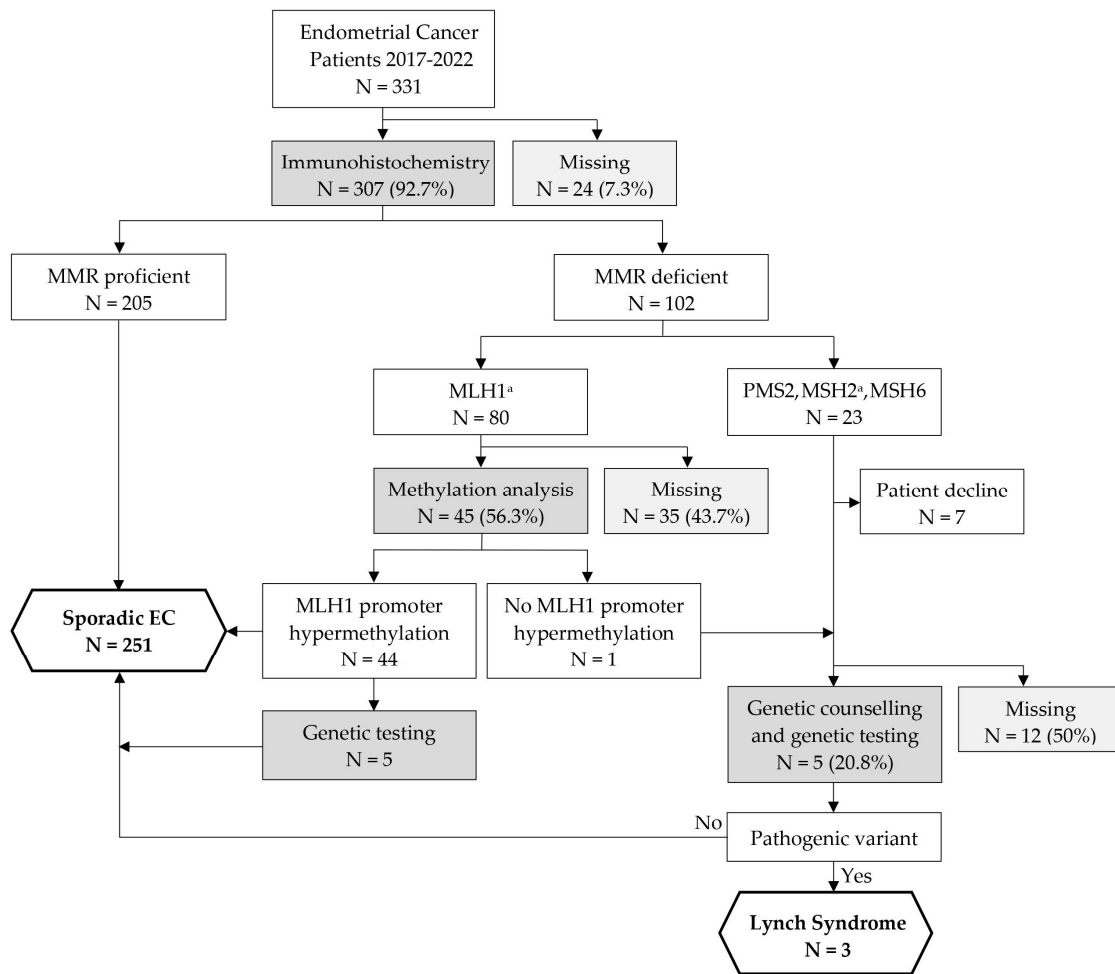 Endometrial Cancer
Patients 2017-2022
N = 331
Immunohistochemistry
N = 307 (92.7%)
Missing
N = 24 (7.3%)
MMR proficient
N = 205
MMR deficient
N = 102
MLH1ᵃ
N = 80
PMS2, MSH2ᵃ, MSH6
N = 23
Methylation analysis
N = 45 (56.3%)
Missing
N = 35 (43.7%)
Patient decline
N = 7
Sporadic EC
N = 251
MLH1 promoter
hypermethylation
N = 44
No MLH1 promoter
hypermethylation
N = 1
Genetic testing
N = 5
Genetic counselling
and genetic testing
N = 5 (20.8%)
Missing
N = 12 (50%)
No
Pathogenic variant
Yes
Lynch Syndrome
N = 3